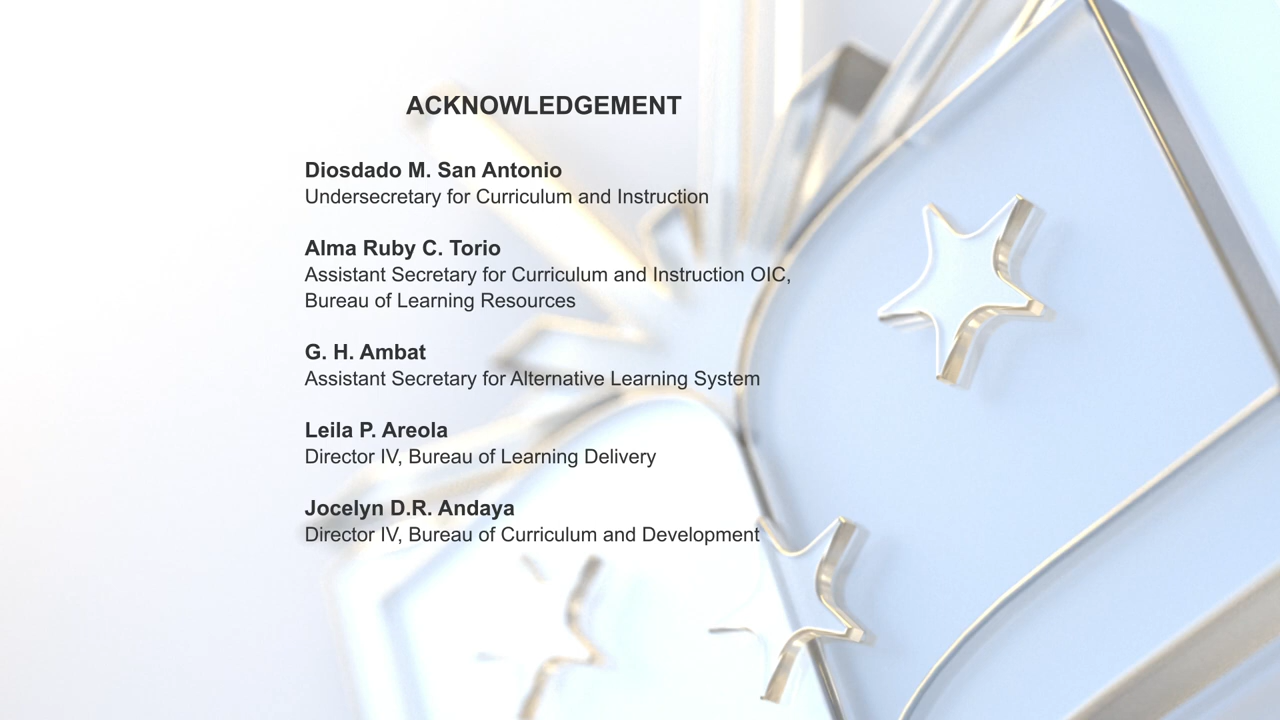 ACKNOWLEDGEMENT
Diosdado M. San Antonio
Undersecretary for Curriculum and Instruction
Alma Ruby C. Torio
Assistant Secretary for Curriculum and Instruction OIC,
Bureau of Learning Resources
G. H. Ambat
Assistant Secretary for Alternative Learning System
Leila P. Areola
Director IV, Bureau of Learning Delivery
Jocelyn D.R. Andaya
Director IV, Bureau of Curriculum and Development